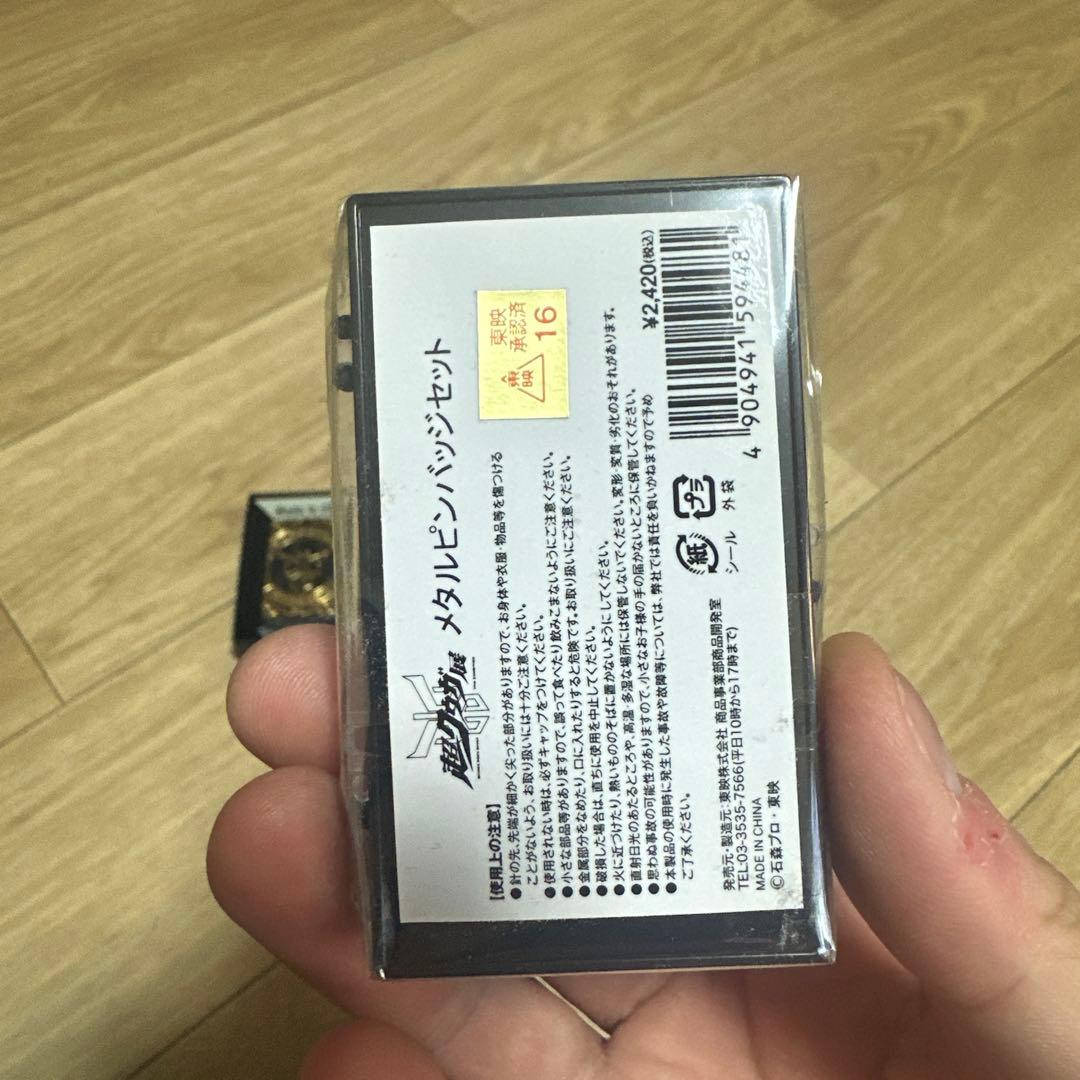 超クウガ展 メタルピンバッジセット
東映
承認済
16
東映
【使用上の注意】
●針の先、先端が細かく尖った部分がありますので、お身体や衣服・物品等を傷つける
ことがないよう、お取り扱いには十分ご注意ください。
●使用されない時は、必ずキャップをつけてください。
●小さな部品等がありますので、誤って食べたり飲みこまないようにご注意ください。
●金属部分をなめたり、口に入れたりすると危険です。お取り扱いにご注意ください。
●破損した場合は、直ちに使用を中止してください。
●火に近づけたり、熱いもののそばに置かないようにしてください。
●直射日光のあたるところや、高温・多湿な場所には保管しないでください。変形・変質・劣化のおそれがあります。
●思わぬ事故の可能性がありますので、小さなお子様の手の届かないところに保管してください。
●本製品の使用時に発生した事故や故障等については、弊社では責任を負いかねますので予め
ご了承ください。
¥2,420(税込)
4 904941 594481
紙
シール
プラ
外袋
発売元・製造元:東映株式会社 商品事業部商品開発室
TEL:03-3535-7566(平日10時から17時まで)
MADE IN CHINA
©石森プロ・東映